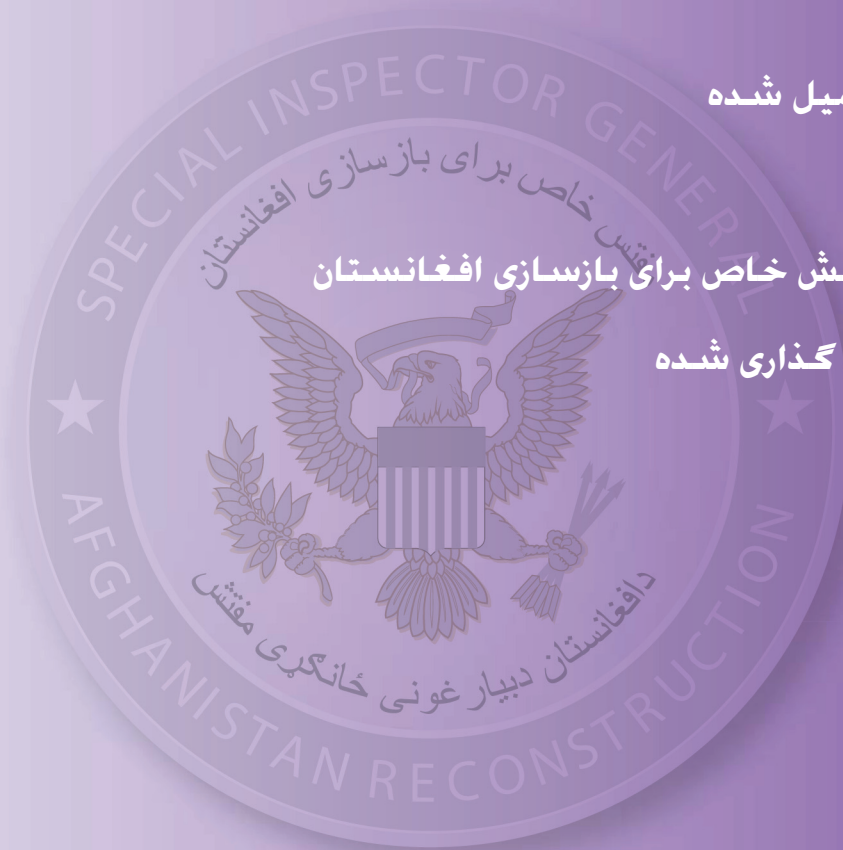 شده
خاص برای بازسازی افغانستان
گذاری شده
SPECIAL INSPECTOR GENERAL
مفتش خاص برای بازسازی افغانستان
دافغانستان دبیارغونی ځانګړی مفتش
AFGHANISTAN RECONSTRUCTION